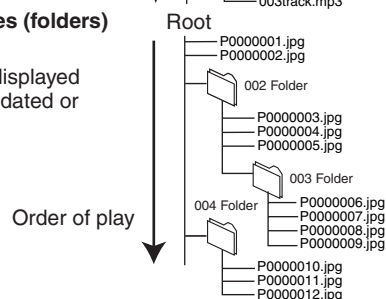 003track.mp3
es (folders)
Root
P0000001.jpg
P0000002.jpg
displayed
dated or
002 Folder
P0000003.jpg
P0000004.jpg
P0000005.jpg
003 Folder
004 Folder
P0000006.jpg
P0000007.jpg
P0000008.jpg
P0000009.jpg
Order of play
P0000010.jpg
P0000011.jpg
P0000012.jpg